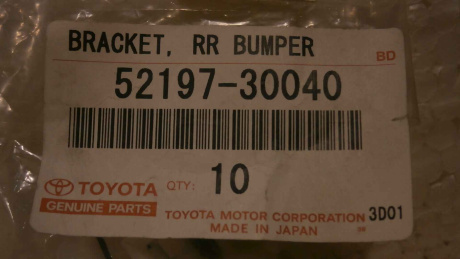 BRACKET, RR BUMPER
BD
52197-30040
TOYOTA QTY: 10
GENUINE PARTS
TOYOTA MOTOR CORPORATION 3D01
MADE IN JAPAN